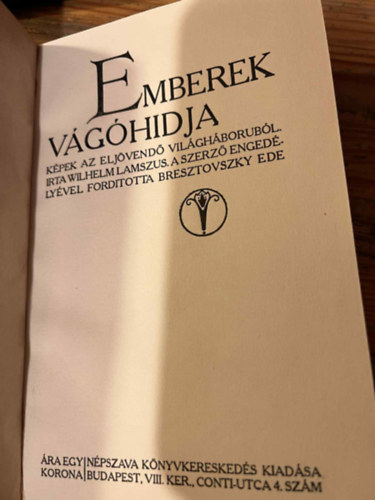 EMBEREK
VÁGÓHIDJA
KÉPEK AZ ELJÖVENDŐ VILÁGHÁBORUBÓL.
IRTA WILHELM LAMSZUS. A SZERZŐ ENGEDÉ-
LYÉVEL FORDITOTTA BRESZTOVSZKY EDE
ÁRA EGY | NÉPSZAVA KÖNYVKERESKEDÉS KIADÁSA
KORONA | BUDAPEST, VIII. KER., CONTI-UTCA 4. SZÁM